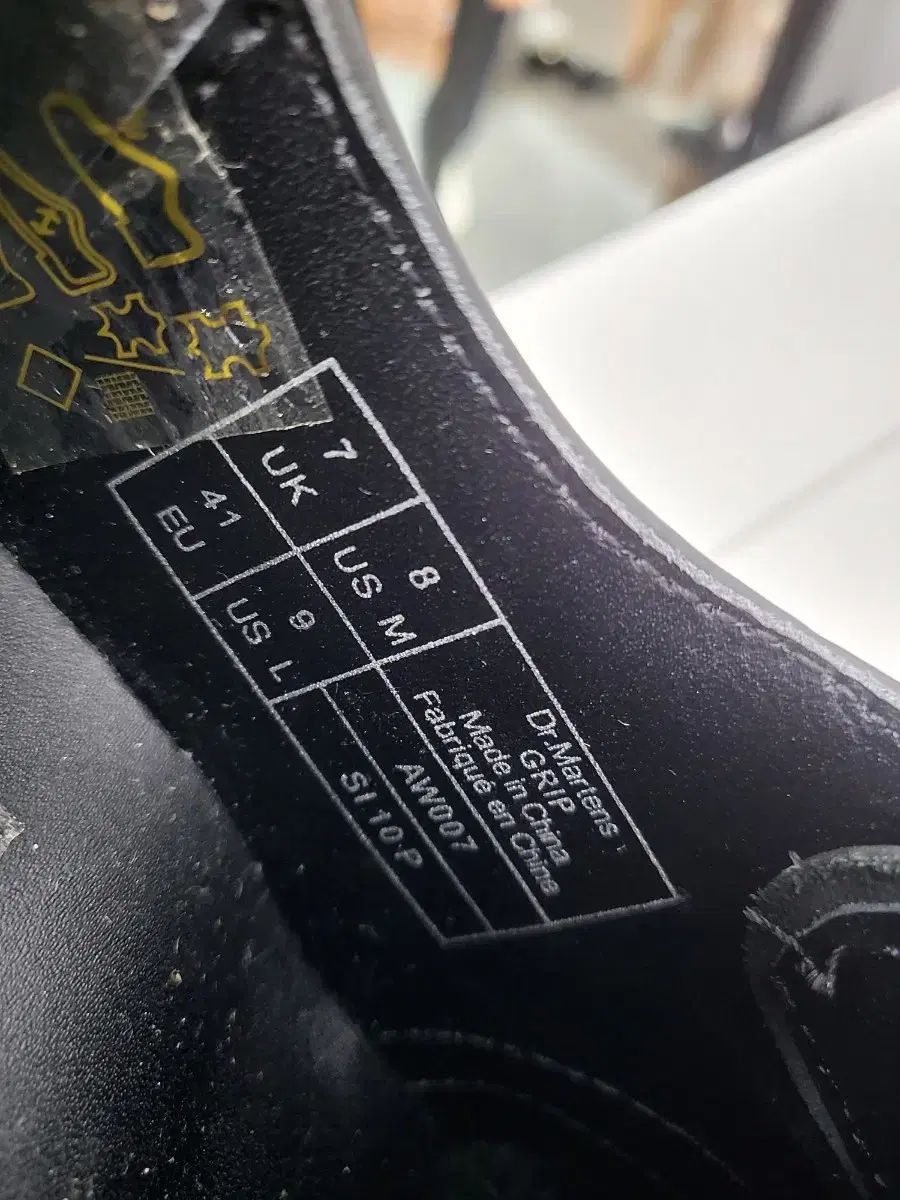 7
UK
8
US M
41
EU
9
US L
Dr.Martens
GRIP
Made in China
Fabriqué en Chine
AW007
SI 10 P